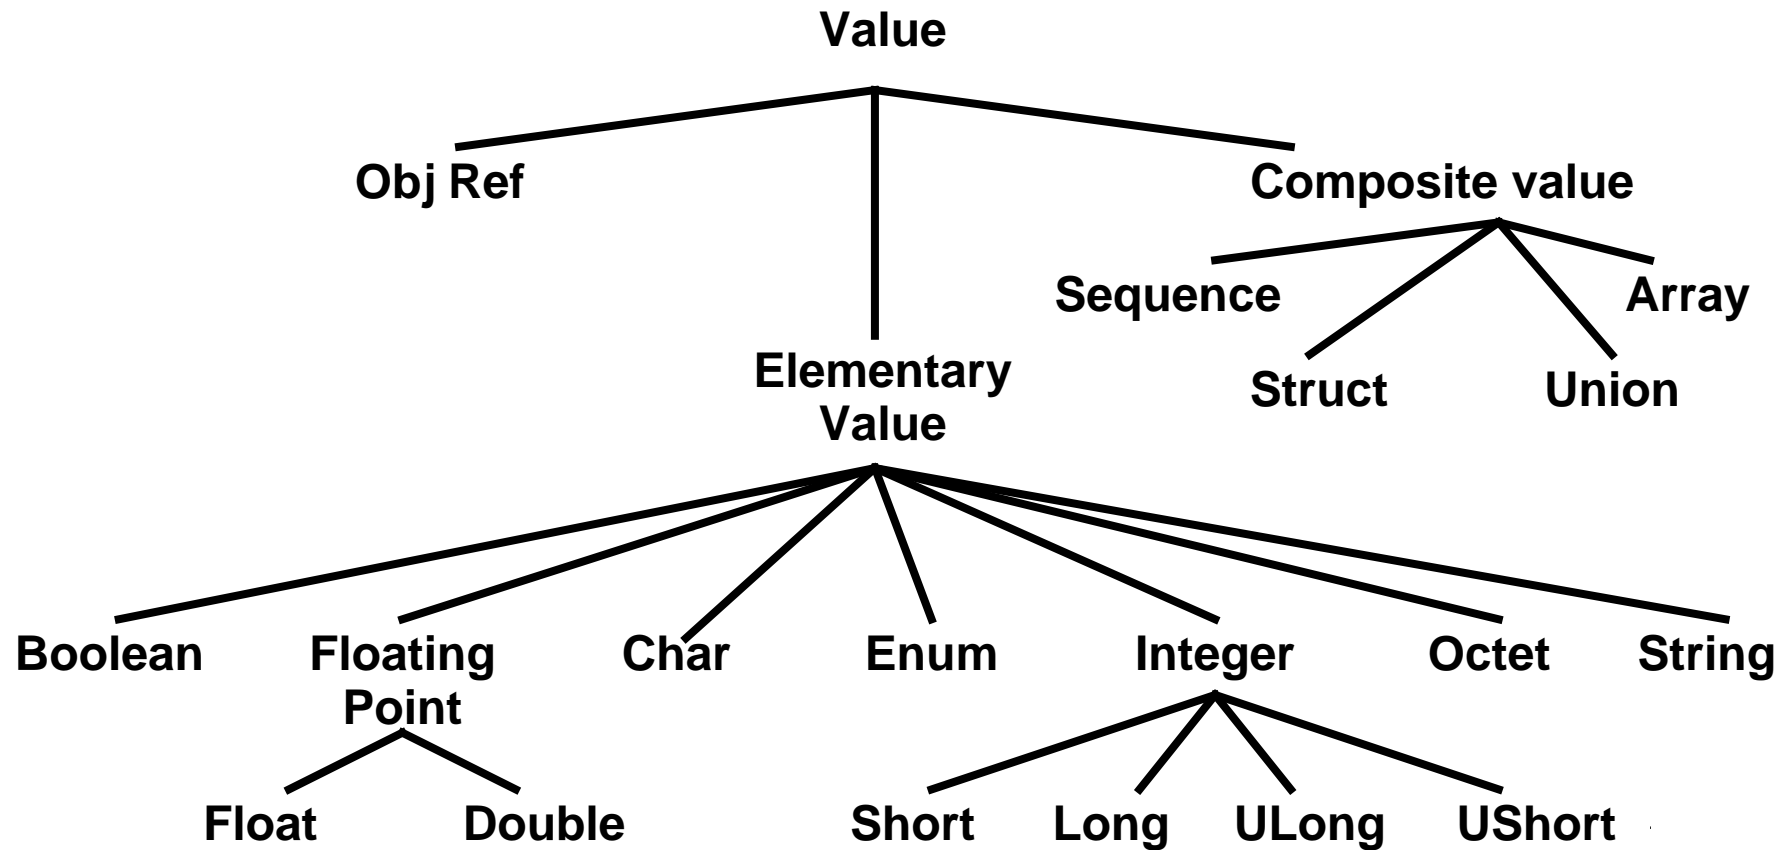 Value
Obj Ref
Composite value
Sequence
Array
Struct
Union
Elementary
Value
Boolean
Floating
Point
Char
Enum
Integer
Octet
String
Float
Double
Short
Long
ULong
UShort